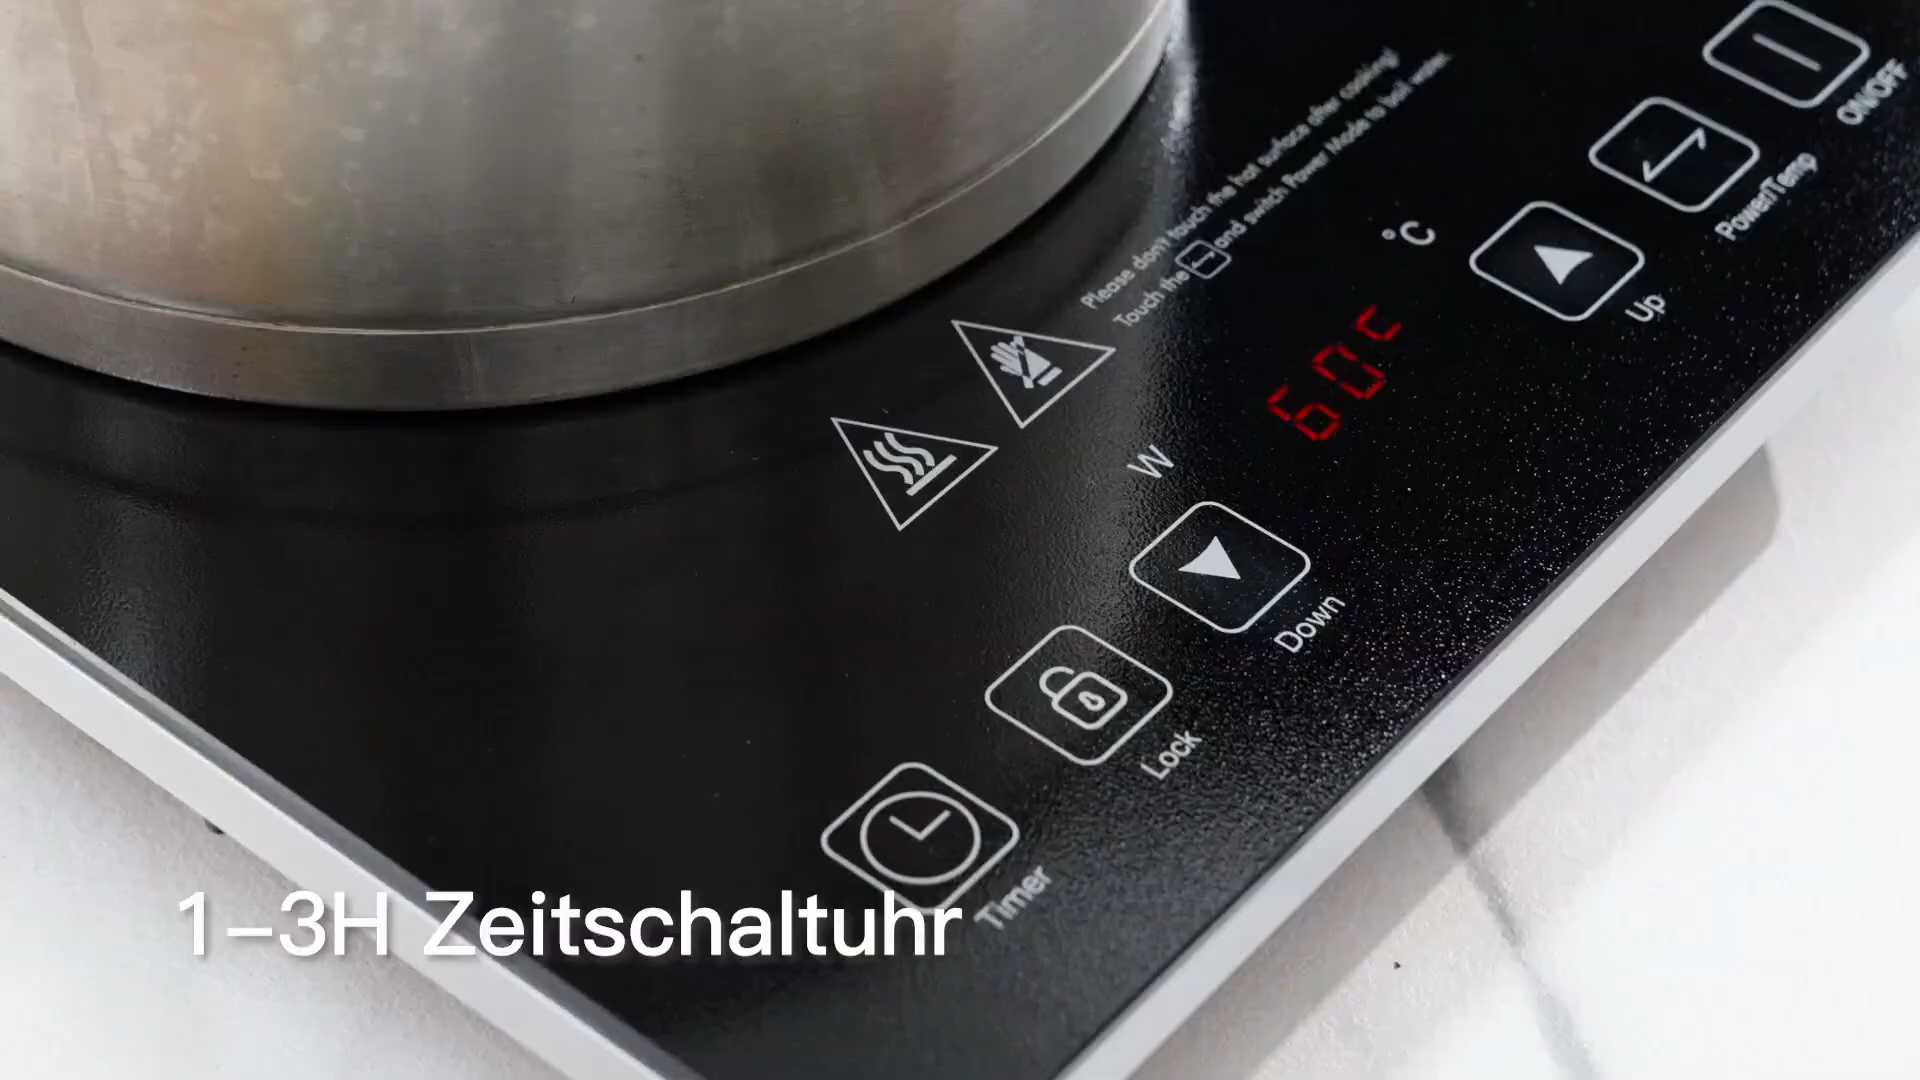 Please don't touch the hot surface after cooking!
Touch the and switch Power Mode to boil water.
ON/OFF
Power/Temp
°C
Up
60c
W
Down
Lock
Timer
1-3H Zeitschaltuhr